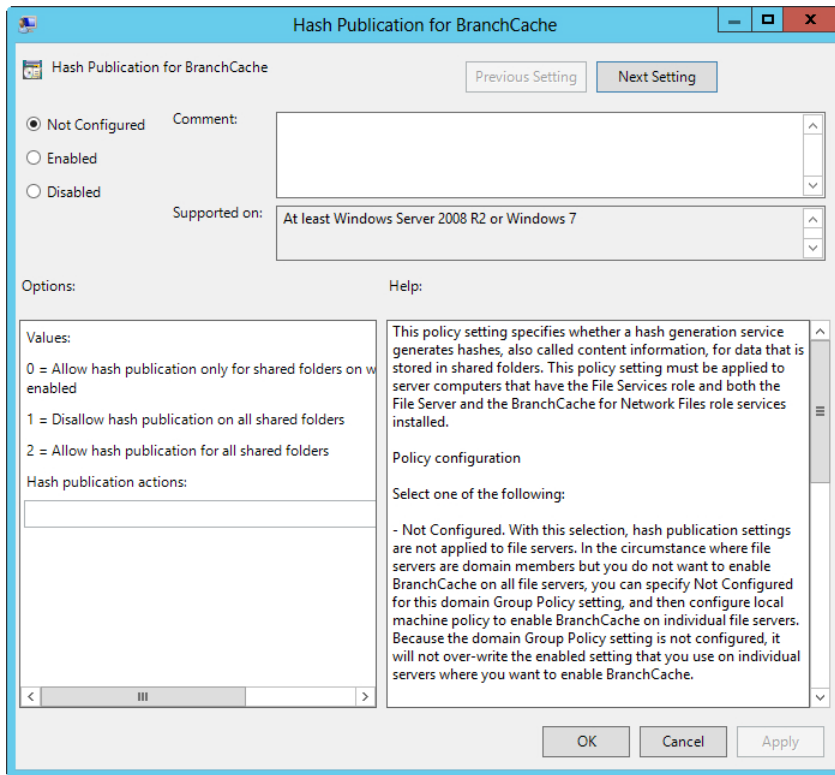 Hash Publication for BranchCache
Hash Publication for BranchCache
Previous Setting
Next Setting
Not Configured
Comment:
Enabled
Disabled
Supported on:
At least Windows Server 2008 R2 or Windows 7
Options:
Help:
Values:
0 = Allow hash publication only for shared folders on w
enabled
1 = Disallow hash publication on all shared folders
2 = Allow hash publication for all shared folders
Hash publication actions:
This policy setting specifies whether a hash generation service
generates hashes, also called content information, for data that is
stored in shared folders. This policy setting must be applied to
server computers that have the File Services role and both the
File Server and the BranchCache for Network Files role services
installed.
Policy configuration
Select one of the following:
- Not Configured. With this selection, hash publication settings
are not applied to file servers. In the circumstance where file
servers are domain members but you do not want to enable
BranchCache on all file servers, you can specify Not Configured
for this domain Group Policy setting, and then configure local
machine policy to enable BranchCache on individual file servers.
Because the domain Group Policy setting is not configured, it
will not over-write the enabled setting that you use on individual
servers where you want to enable BranchCache.
OK
Cancel
Apply